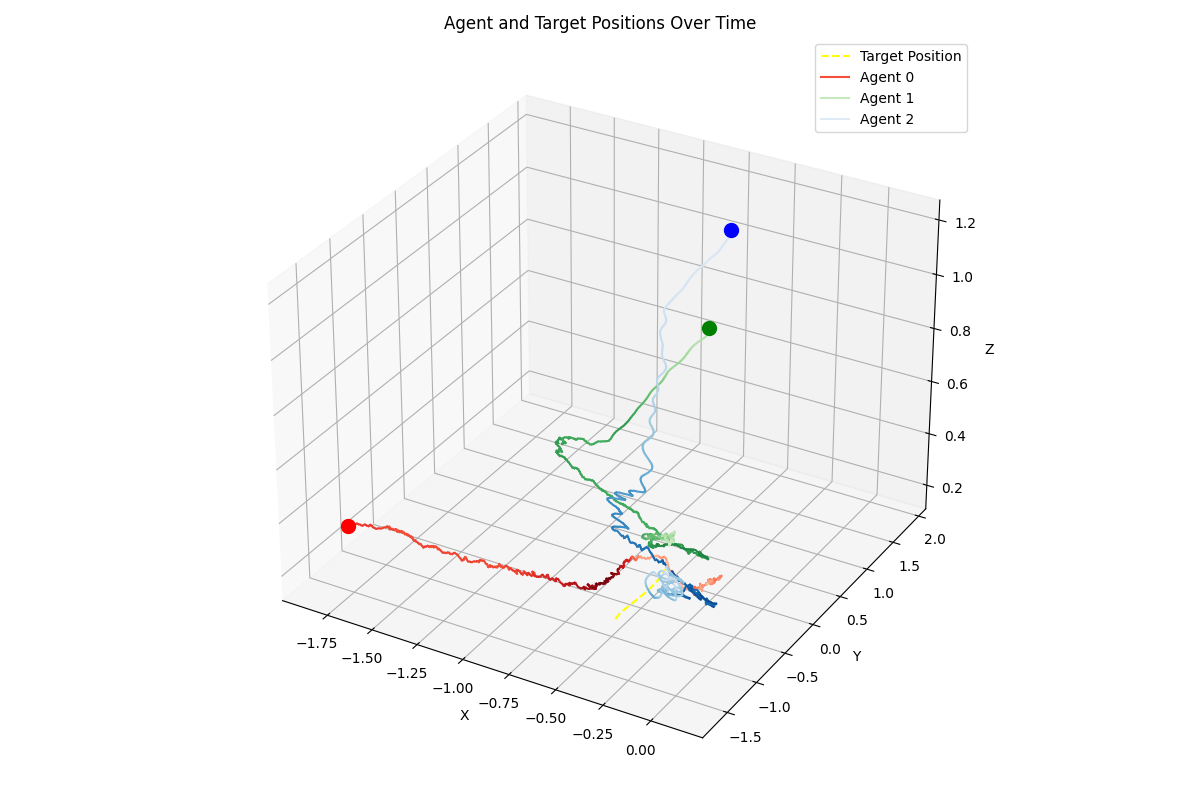 Agent and Target Positions Over Time
Target Position
Agent 0
Agent 1
Agent 2
1.2
1.0
0.8
0.6
0.4
0.2
Z
2.0
1.5
1.0
0.5
0.0
−0.5
−1.0
−1.5
Y
−1.75
−1.50
−1.25
−1.00
−0.75
−0.50
−0.25
0.00
X